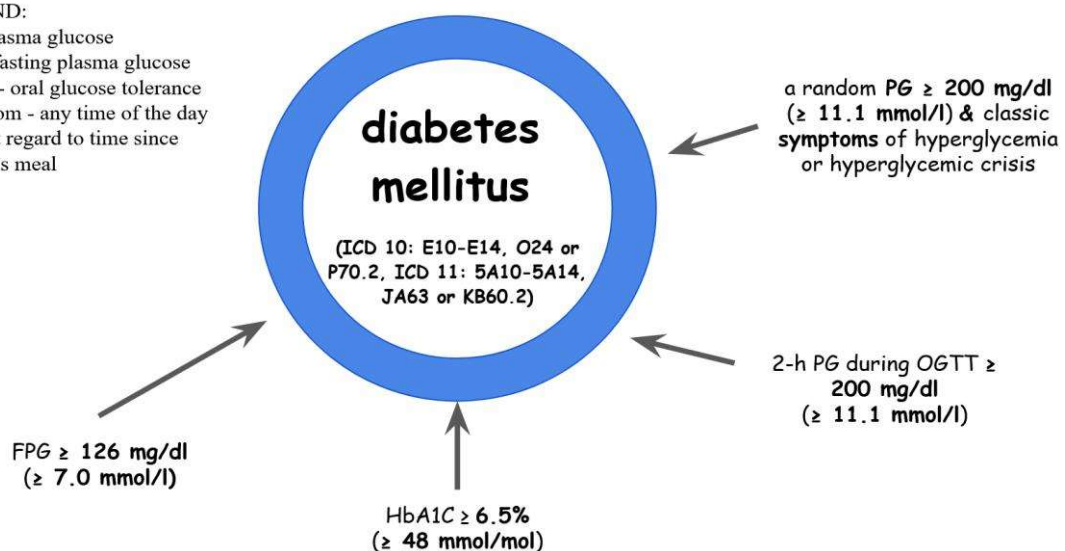 ND:
asma glucose
fasting plasma glucose
- oral glucose tolerance
om - any time of the day
t regard to time since
s meal
diabetes
mellitus
(ICD 10: E10-E14, O24 or
P70.2, ICD 11: 5A10-5A14,
JA63 or KB60.2)
a random PG ≥ 200 mg/dl
(≥ 11.1 mmol/l) & classic
symptoms of hyperglycemia
or hyperglycemic crisis
2-h PG during OGTT ≥
200 mg/dl
(≥ 11.1 mmol/l)
FPG ≥ 126 mg/dl
(≥ 7.0 mmol/l)
HbA1C ≥ 6.5%
(≥ 48 mmol/mol)